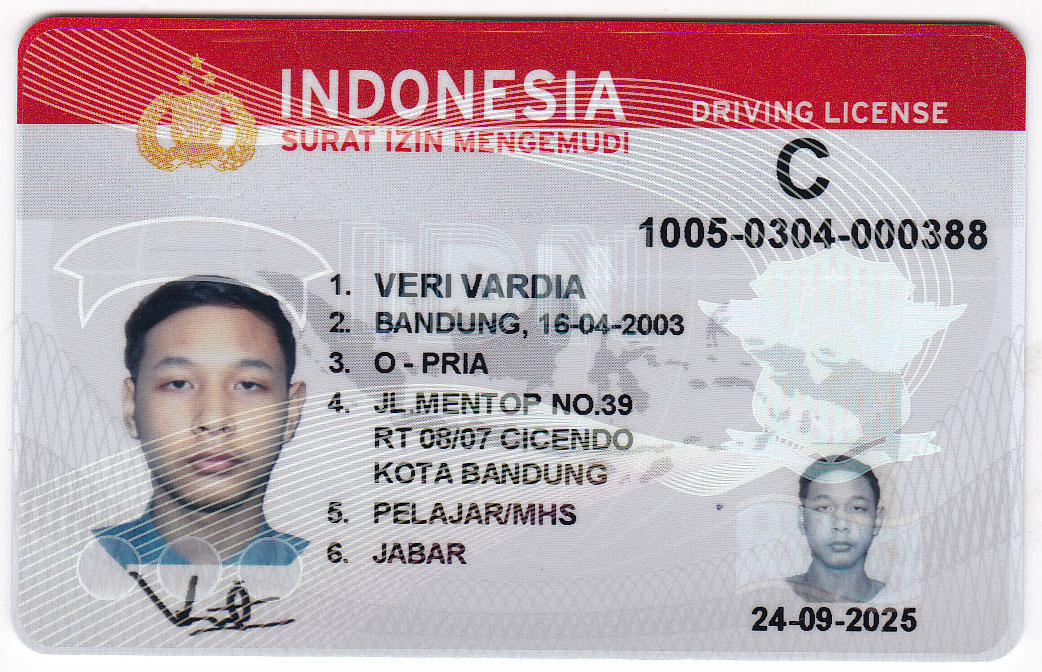 INDONESIA
SURAT IZIN MENGEMUDI
DRIVING LICENSE
C
1005-0304-000388
1. VERI VARDIA
2. BANDUNG, 16-04-2003
3. O - PRIA
4. JL.MENTOP NO.39
RT 08/07 CICENDO
KOTA BANDUNG
5. PELAJAR/MHS
6. JABAR
24-09-2025